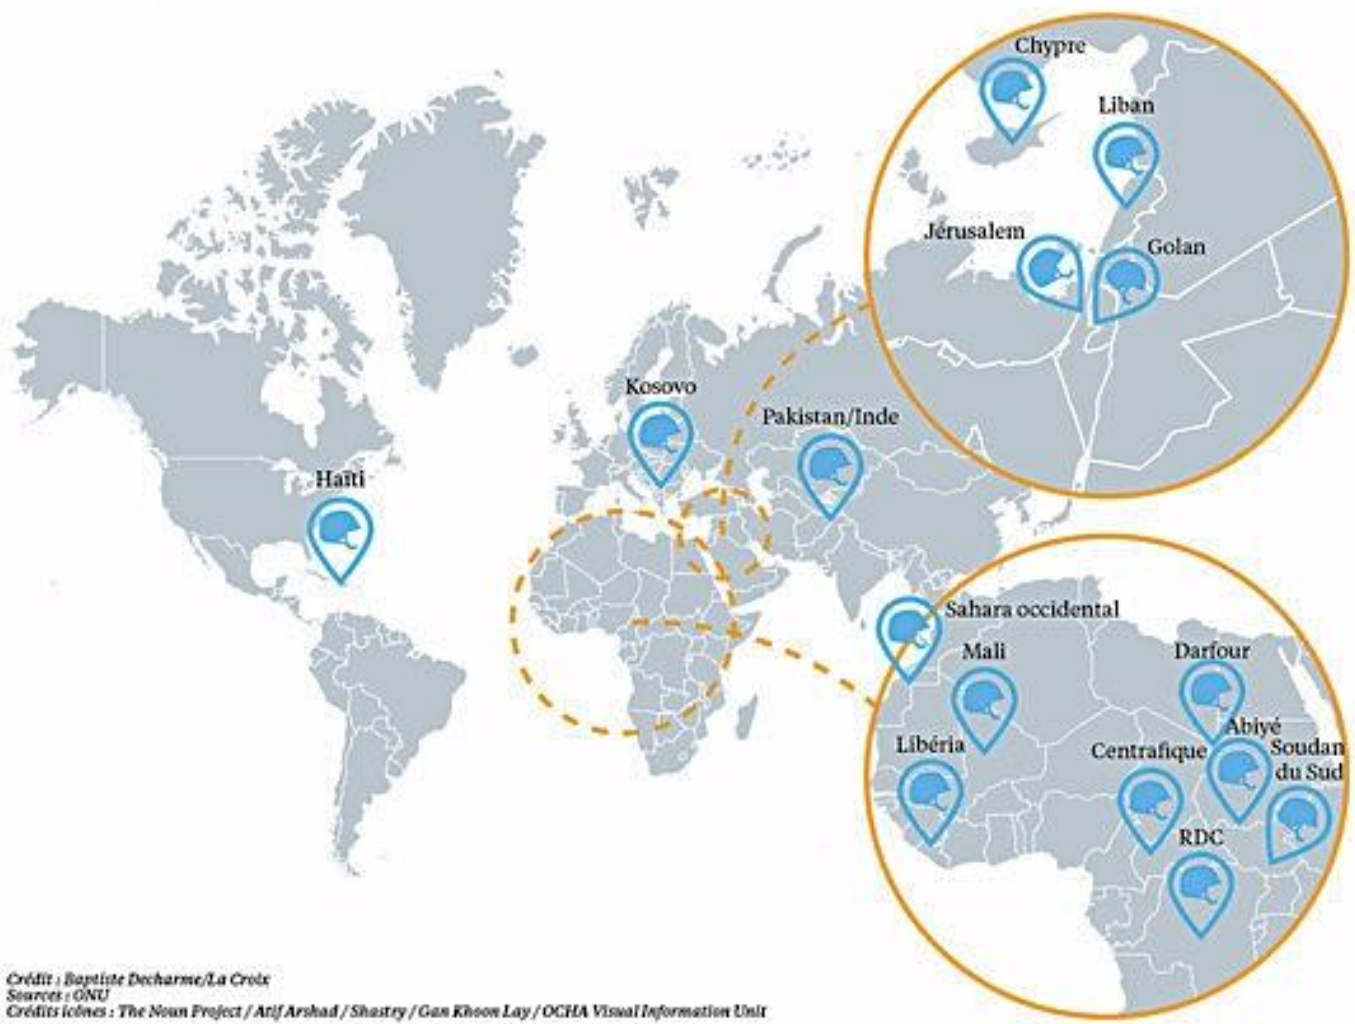 Chypre
Liban
Jérusalem
Golan
Kosovo
Pakistan/Inde
Haïti
Sahara occidental
Mali
Darfour
Abiyé
Libéria
Centrafique
Soudan
du Sud
RDC
Crédit : Baptiste Decharme/La Croix
Sources : ONU
Crédits icônes : The Noun Project / Atif Arshad / Shastry / Gan Khoon Lay / OCHA Visual Information Unit